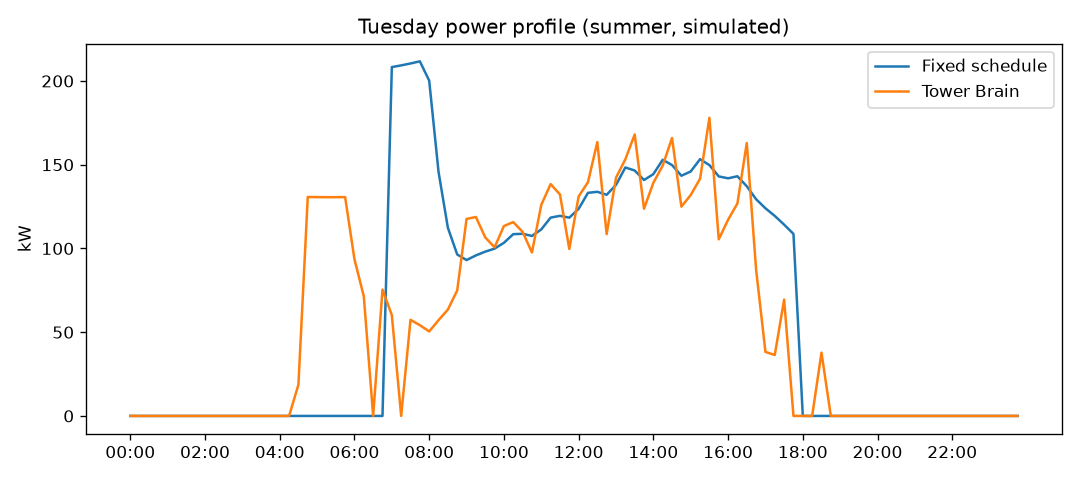 Tuesday power profile (summer, simulated)
Fixed schedule
Tower Brain
kW
200
150
100
50
0
00:00 02:00 04:00 06:00 08:00 10:00 12:00 14:00 16:00 18:00 20:00 22:00